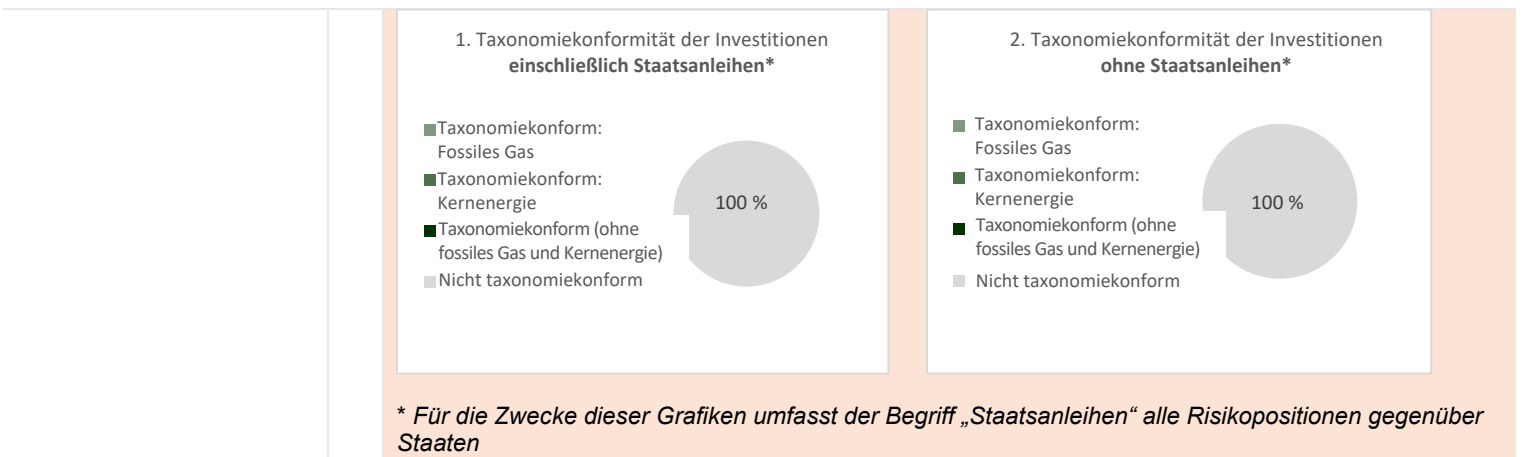 1. Taxonomiekonformität der Investitionen
einschließlich Staatsanleihen*
Taxonomiekonform:
Fossiles Gas
Taxonomiekonform:
Kernenergie
Taxonomiekonform (ohne
fossiles Gas und Kernenergie)
Nicht taxonomiekonform
100 %
2. Taxonomiekonformität der Investitionen
ohne Staatsanleihen*
Taxonomiekonform:
Fossiles Gas
Taxonomiekonform:
Kernenergie
Taxonomiekonform (ohne
fossiles Gas und Kernenergie)
Nicht taxonomiekonform
100 %
* Für die Zwecke dieser Grafiken umfasst der Begriff „Staatsanleihen“ alle Risikopositionen gegenüber
Staaten